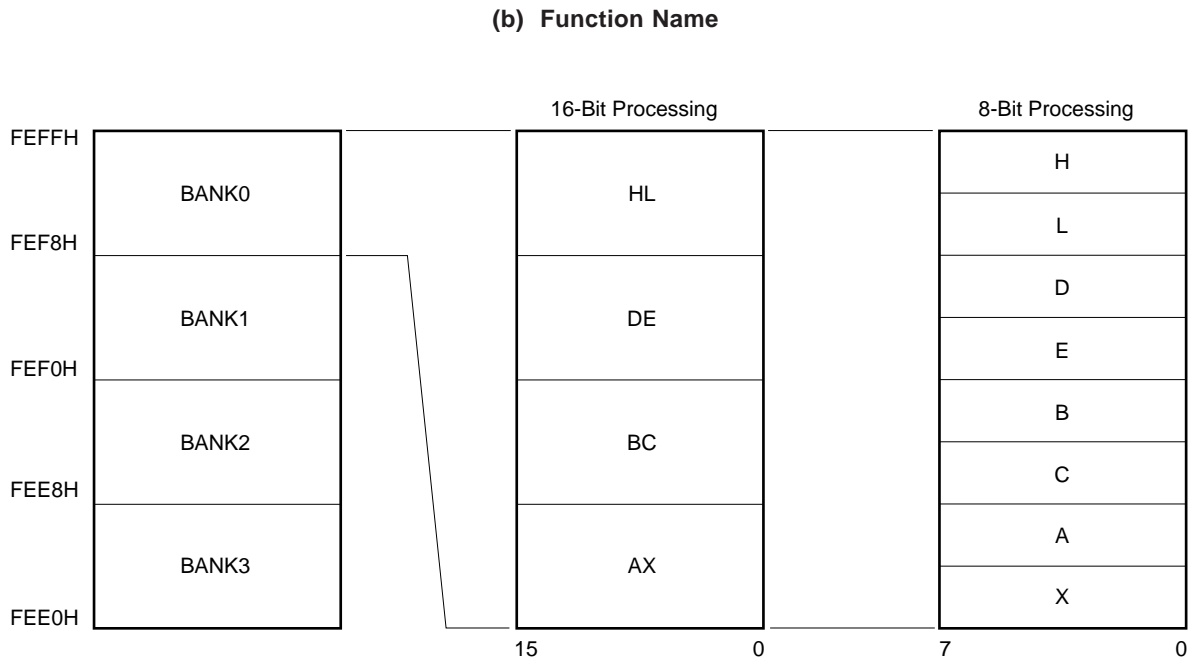 (b) Function Name
16-Bit Processing 8-Bit Processing
FEFFH
BANK0 HL H
L
FEF8H
BANK1 DE D
E
FEF0H
BANK2 BC B
C
FEE8H
BANK3 AX A
X
FEE0H
15 0 7 0